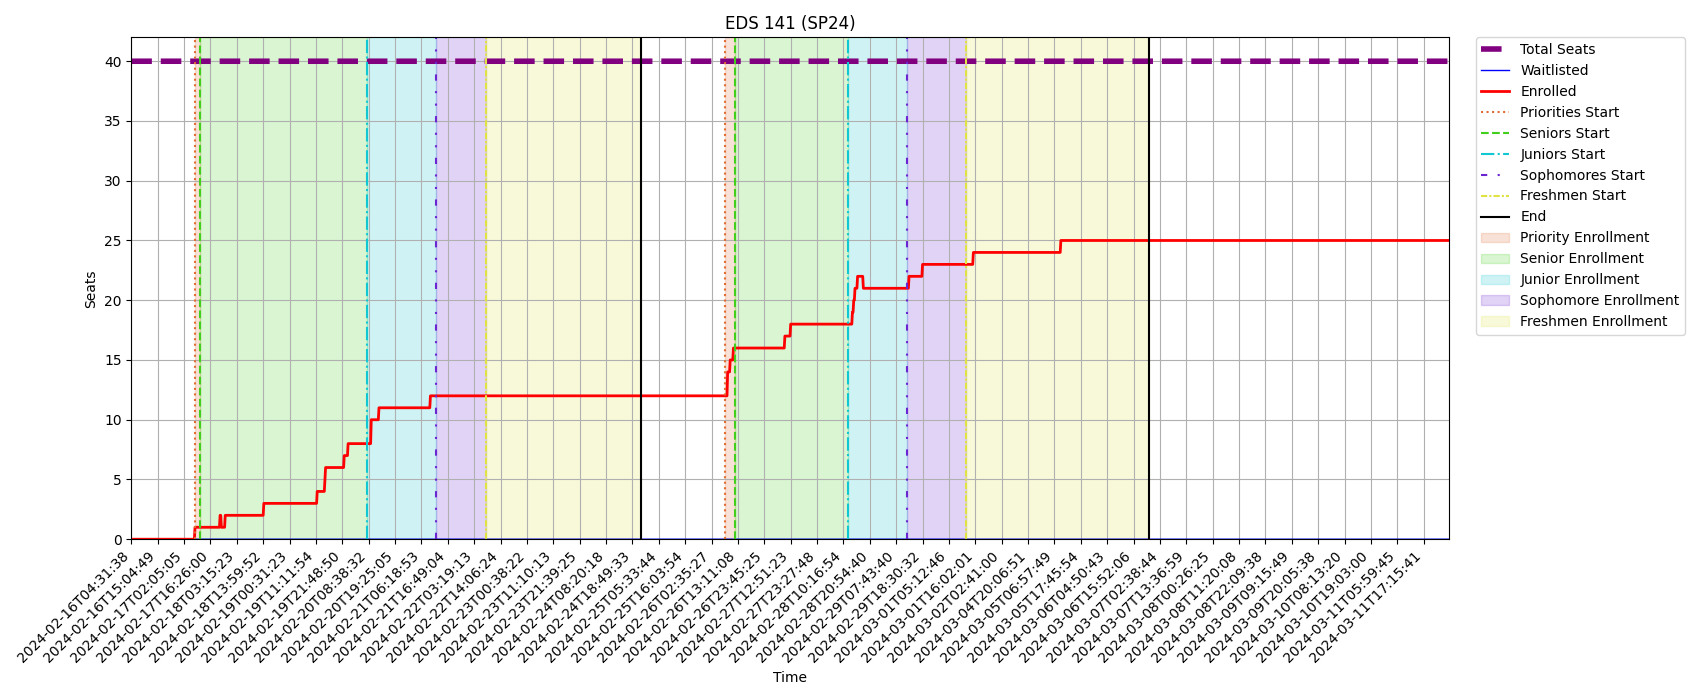 EDS 141 (SP24)
Seats
40
35
30
25
20
15
10
5
0
2024-02-16T04:31:38
2024-02-16T15:04:49
2024-02-17T02:05:05
2024-02-17T16:26:00
2024-02-18T03:15:23
2024-02-18T13:59:52
2024-02-19T00:31:23
2024-02-19T11:11:54
2024-02-19T21:48:50
2024-02-20T08:38:32
2024-02-20T19:25:05
2024-02-21T06:18:53
2024-02-21T16:49:04
2024-02-22T03:19:13
2024-02-22T14:06:24
2024-02-23T00:38:22
2024-02-23T11:10:13
2024-02-23T21:39:25
2024-02-24T08:20:18
2024-02-24T18:49:33
2024-02-25T05:33:44
2024-02-25T16:03:54
2024-02-26T02:35:27
2024-02-26T13:11:08
2024-02-26T23:45:25
2024-02-27T12:51:23
2024-02-27T23:27:48
2024-02-28T10:16:54
2024-02-28T20:54:40
2024-02-29T07:43:40
2024-02-29T18:30:32
2024-03-01T05:12:46
2024-03-01T16:02:01
2024-03-02T02:41:00
2024-03-04T20:06:51
2024-03-05T06:57:49
2024-03-05T17:45:54
2024-03-06T04:50:43
2024-03-06T15:52:06
2024-03-07T02:38:44
2024-03-07T13:36:59
2024-03-08T00:26:25
2024-03-08T11:20:08
2024-03-08T22:09:38
2024-03-09T09:15:49
2024-03-09T20:05:38
2024-03-10T08:13:20
2024-03-10T19:03:00
2024-03-11T05:59:45
2024-03-11T17:15:41
Time
Total Seats
Waitlisted
Enrolled
Priorities Start
Seniors Start
Juniors Start
Sophomores Start
Freshmen Start
End
Priority Enrollment
Senior Enrollment
Junior Enrollment
Sophomore Enrollment
Freshmen Enrollment